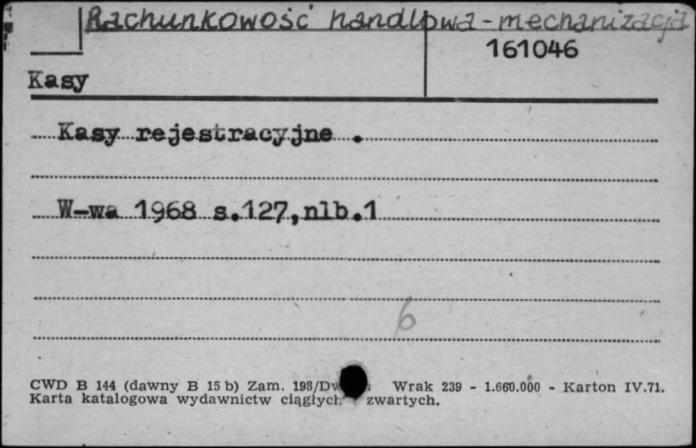 Rachunkowość handlowa - mechanizacja
161046
Kasy
Kasy rejestracyjne .
W-wa 1968 s.127,nlb.1
6
CWD B 144 (dawny B 15 b) Zam. 198/Dw Wrak 239 - 1.660.000 - Karton IV.71.
Karta katalogowa wydawnictw ciągłych zwartych.